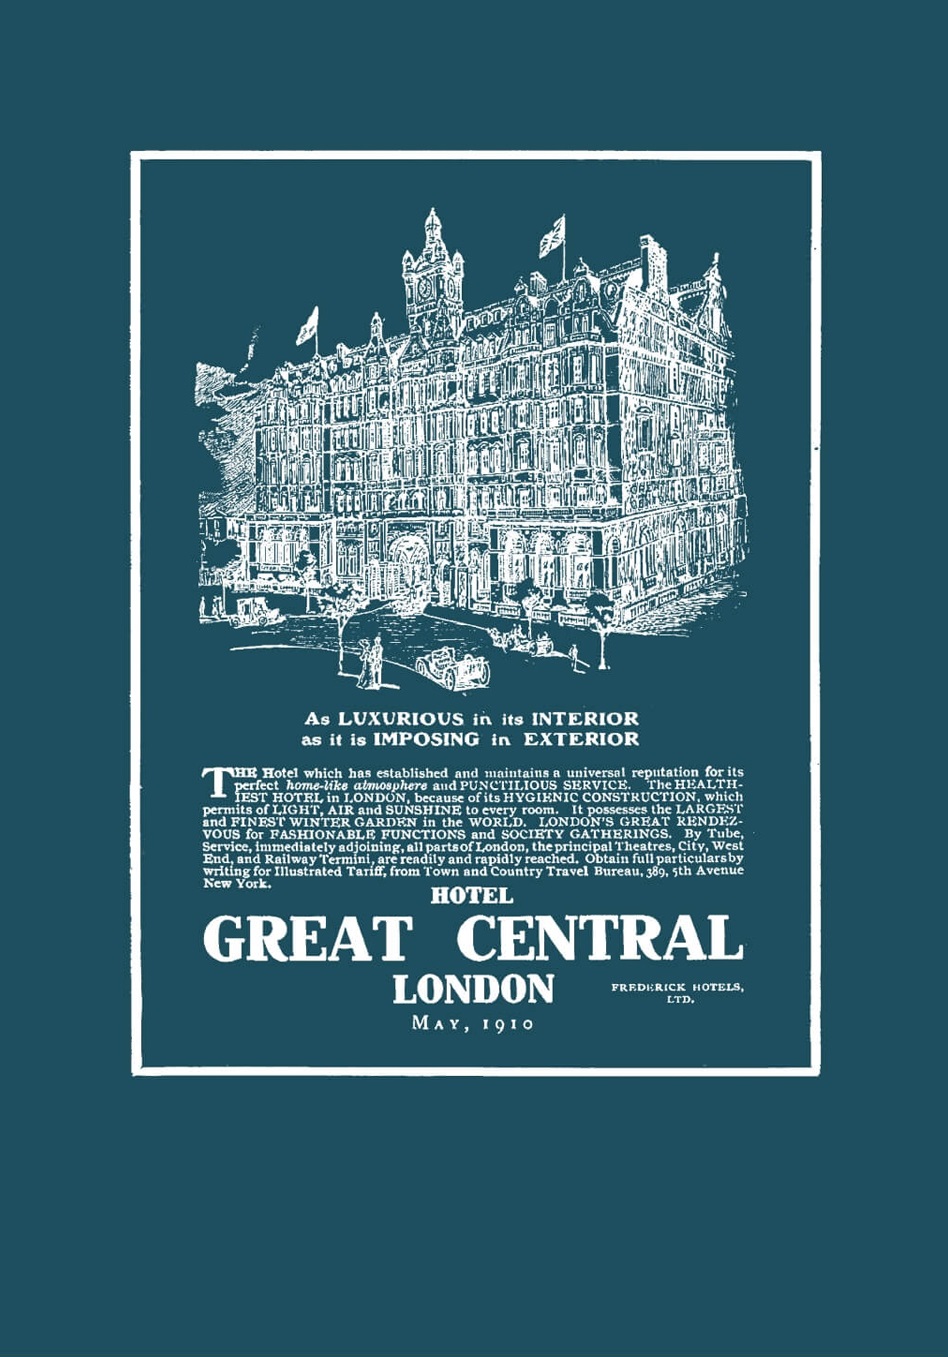 As LUXURIOUS in its INTERIOR
as it is IMPOSING in EXTERIOR
THE Hotel which has established and maintains a universal reputation for its
perfect home-like atmosphere and PUNCTILIOUS SERVICE. The HEALTH-
IEST HOTEL in LONDON, because of its HYGIENIC CONSTRUCTION, which
permits of LIGHT, AIR and SUNSHINE to every room. It possesses the LARGEST
and FINEST WINTER GARDEN in the WORLD. LONDON'S GREAT RENDEZ-
VOUS for FASHIONABLE FUNCTIONS and SOCIETY GATHERINGS. By Tube,
Service, immediately adjoining, all parts of London, the principal Theatres, City, West
End, and Railway Termini, are readily and rapidly reached. Obtain full particulars by
writing for Illustrated Tariff, from Town and Country Travel Bureau, 389, 5th Avenue
New York.
HOTEL
GREAT CENTRAL
LONDON
FREDERICK HOTELS,
LTD.
MAY, 1910